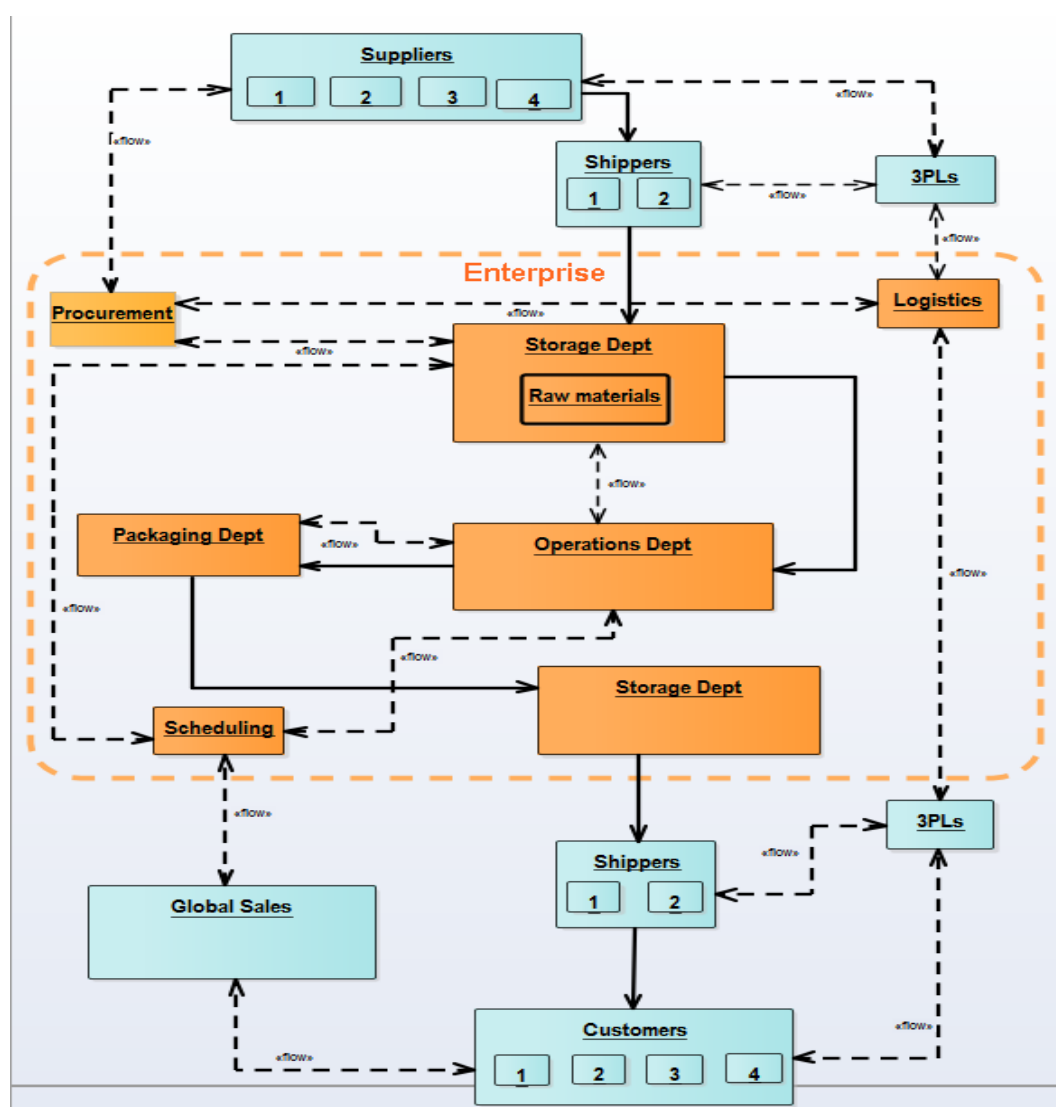 Suppliers
1 2 3 4
«flow»
«flow»
Shippers
1 2
«flow»
3PLs
«flow»
Enterprise
Procurement
«flow»
Logistics
«flow»
Storage Dept
Raw materials
«flow»
Packaging Dept
«flow»
Operations Dept
«flow»
«flow»
«flow»
Storage Dept
Scheduling
«flow»
3PLs
«flow»
Shippers
1 2
Global Sales
«flow»
Customers
1 2 3 4
«flow»